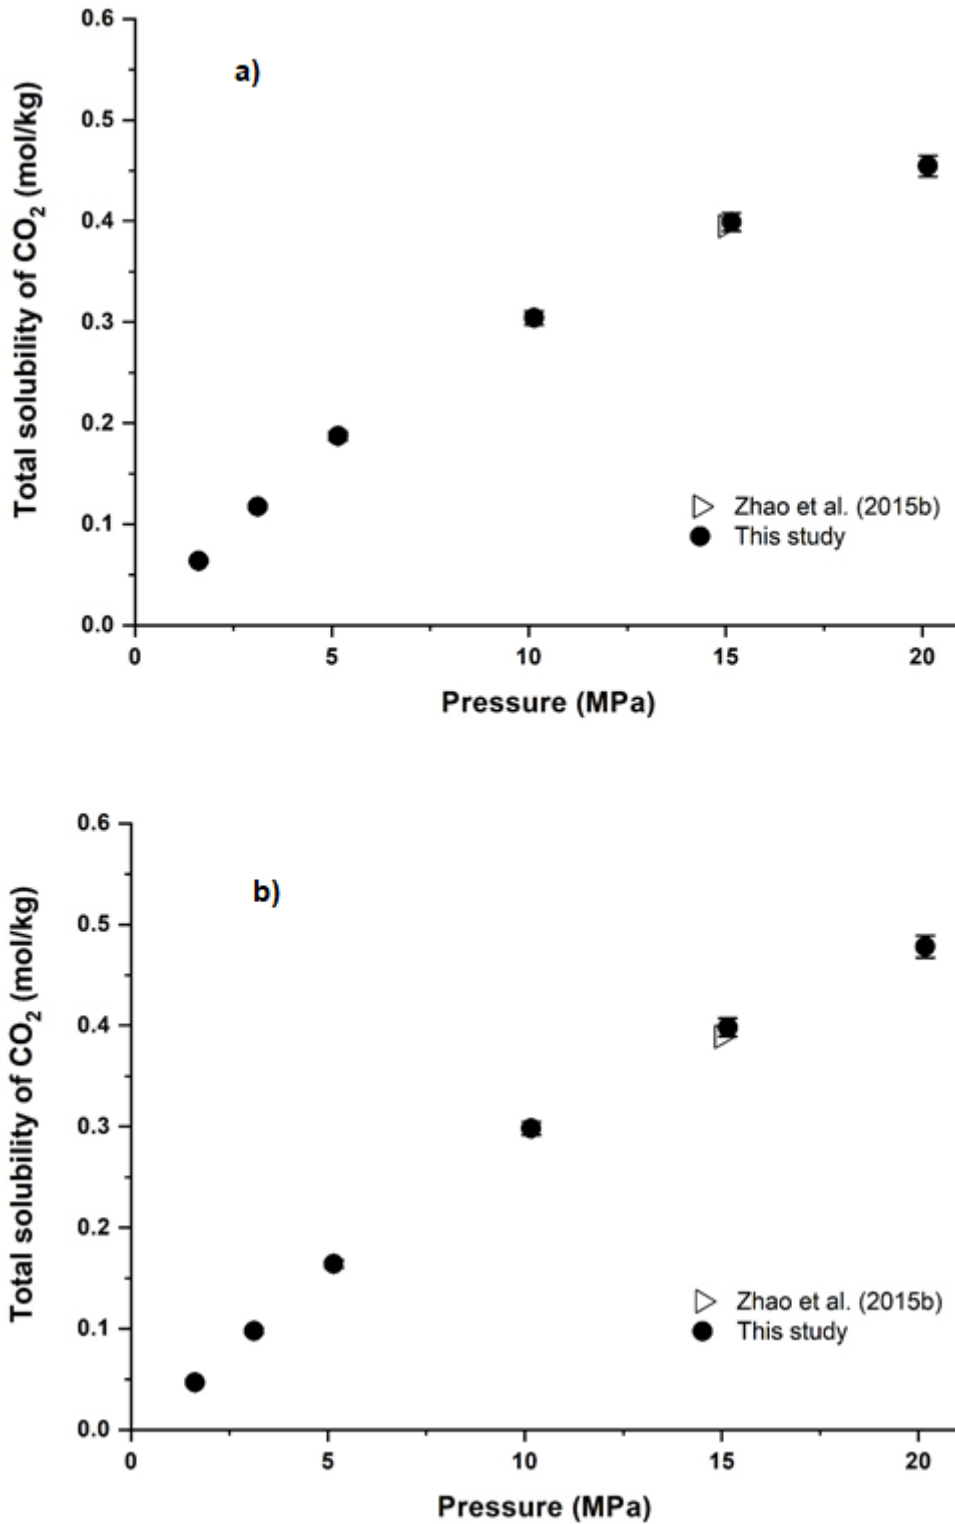 a)
Total solubility of CO₂ (mol/kg)
0.6
0.5
0.4
0.3
0.2
0.1
0.0
Zhao et al. (2015b)
This study
0 5 10 15 20
Pressure (MPa)
b)
Total solubility of CO₂ (mol/kg)
0.6
0.5
0.4
0.3
0.2
0.1
0.0
Zhao et al. (2015b)
This study
0 5 10 15 20
Pressure (MPa)